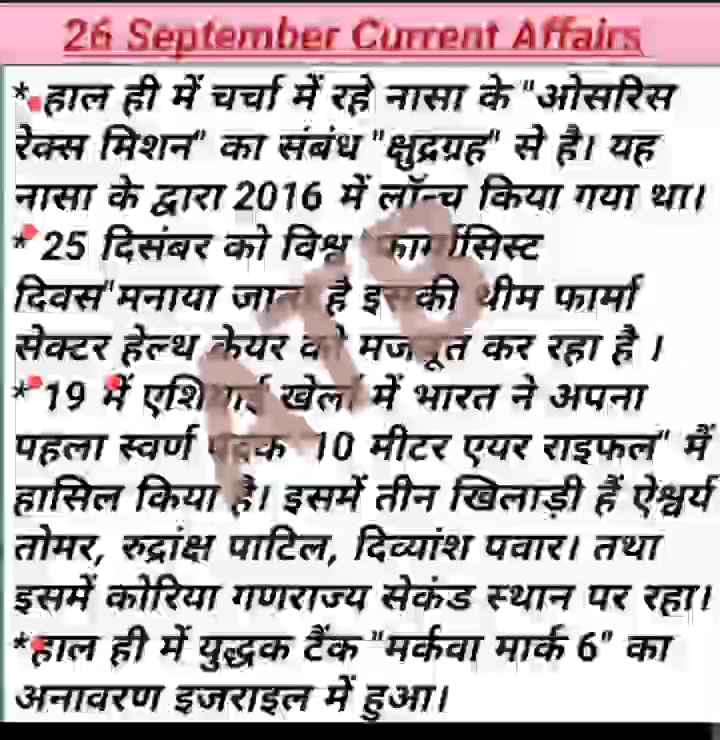 26 September Current Affairs
* हाल ही में चर्चा में रहे नासा के "ओसरिस
रेक्स मिशन" का संबंध "क्षुद्रग्रह" से है। यह
नासा के द्वारा 2016 में लॉन्च किया गया था।
* 25 दिसंबर को विश्व "फार्मासिस्ट
दिवस" मनाया जाता है इसकी थीम फार्मा
सेक्टर हेल्थ केयर को मजबूत कर रहा है ।
* 19 में एशियाई खेलों में भारत ने अपना
पहला स्वर्ण पदक "10 मीटर एयर राइफल" मैं
हासिल किया है। इसमें तीन खिलाड़ी हैं ऐश्वर्य
तोमर, रुद्रांक्ष पाटिल, दिव्यांश पवार। तथा
इसमें कोरिया गणराज्य सेकंड स्थान पर रहा।
*हाल ही में युद्धक टैंक "मर्कवा मार्क 6" का
अनावरण इजराइल में हुआ।
ATB